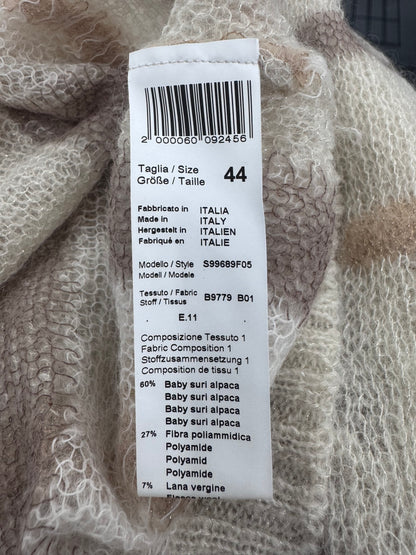 2 000060 092456
Taglia / Size
Größe / Taille 44
Fabbricato in ITALIA
Made in ITALY
Hergestelt in ITALIEN
Fabriqué en ITALIE
Modello / Style S99689F05
Modell / Modele
Tessuto / Fabric
Stoff / Tissus B9779 B01
E.11
Composizione Tessuto 1
Fabric Composition 1
Stoffzusammensetzung 1
Composition de tissu 1
60% Baby suri alpaca
Baby suri alpaca
Baby suri alpaca
Baby suri alpaca
27% Fibra poliammidica
Polyamide
Polyamid
Polyamide
7% Lana vergine